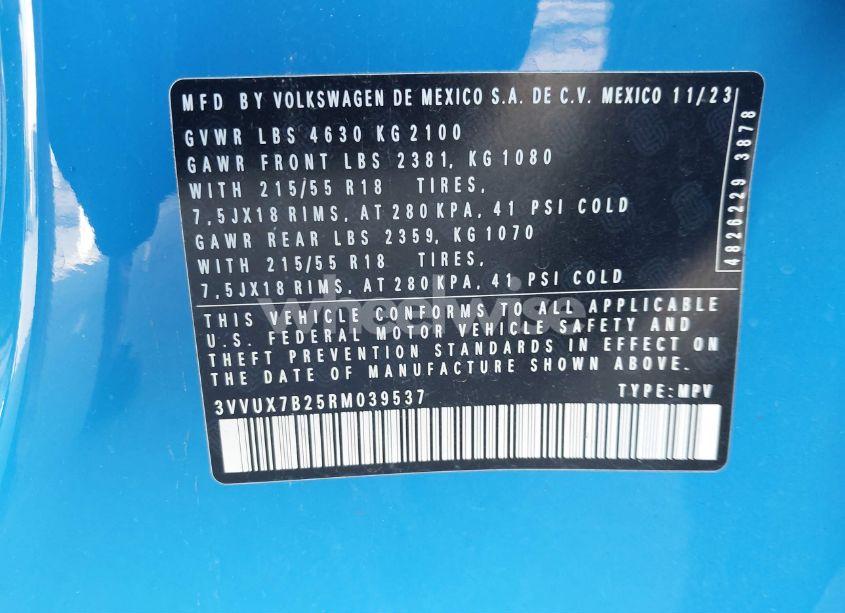 MFD BY VOLKSWAGEN DE MEXICO S.A. DE C.V. MEXICO 11/23
GVWR LBS 4630 KG 2100
GAWR FRONT LBS 2381, KG 1080
WITH 215/55 R18 TIRES,
7,5JX18 RIMS, AT 280 KPA, 41 PSI COLD
GAWR REAR LBS 2359, KG 1070
WITH 215/55 R18 TIRES,
7,5JX18 RIMS, AT 280 KPA, 41 PSI COLD
THIS VEHICLE CONFORMS TO ALL APPLICABLE
U.S. FEDERAL MOTOR VEHICLE SAFETY AND
THEFT PREVENTION STANDARDS IN EFFECT ON
THE DATE OF MANUFACTURE SHOWN ABOVE.
3VVUX7B25RM039537 TYPE: MPV
4826229 3878
wheelwise